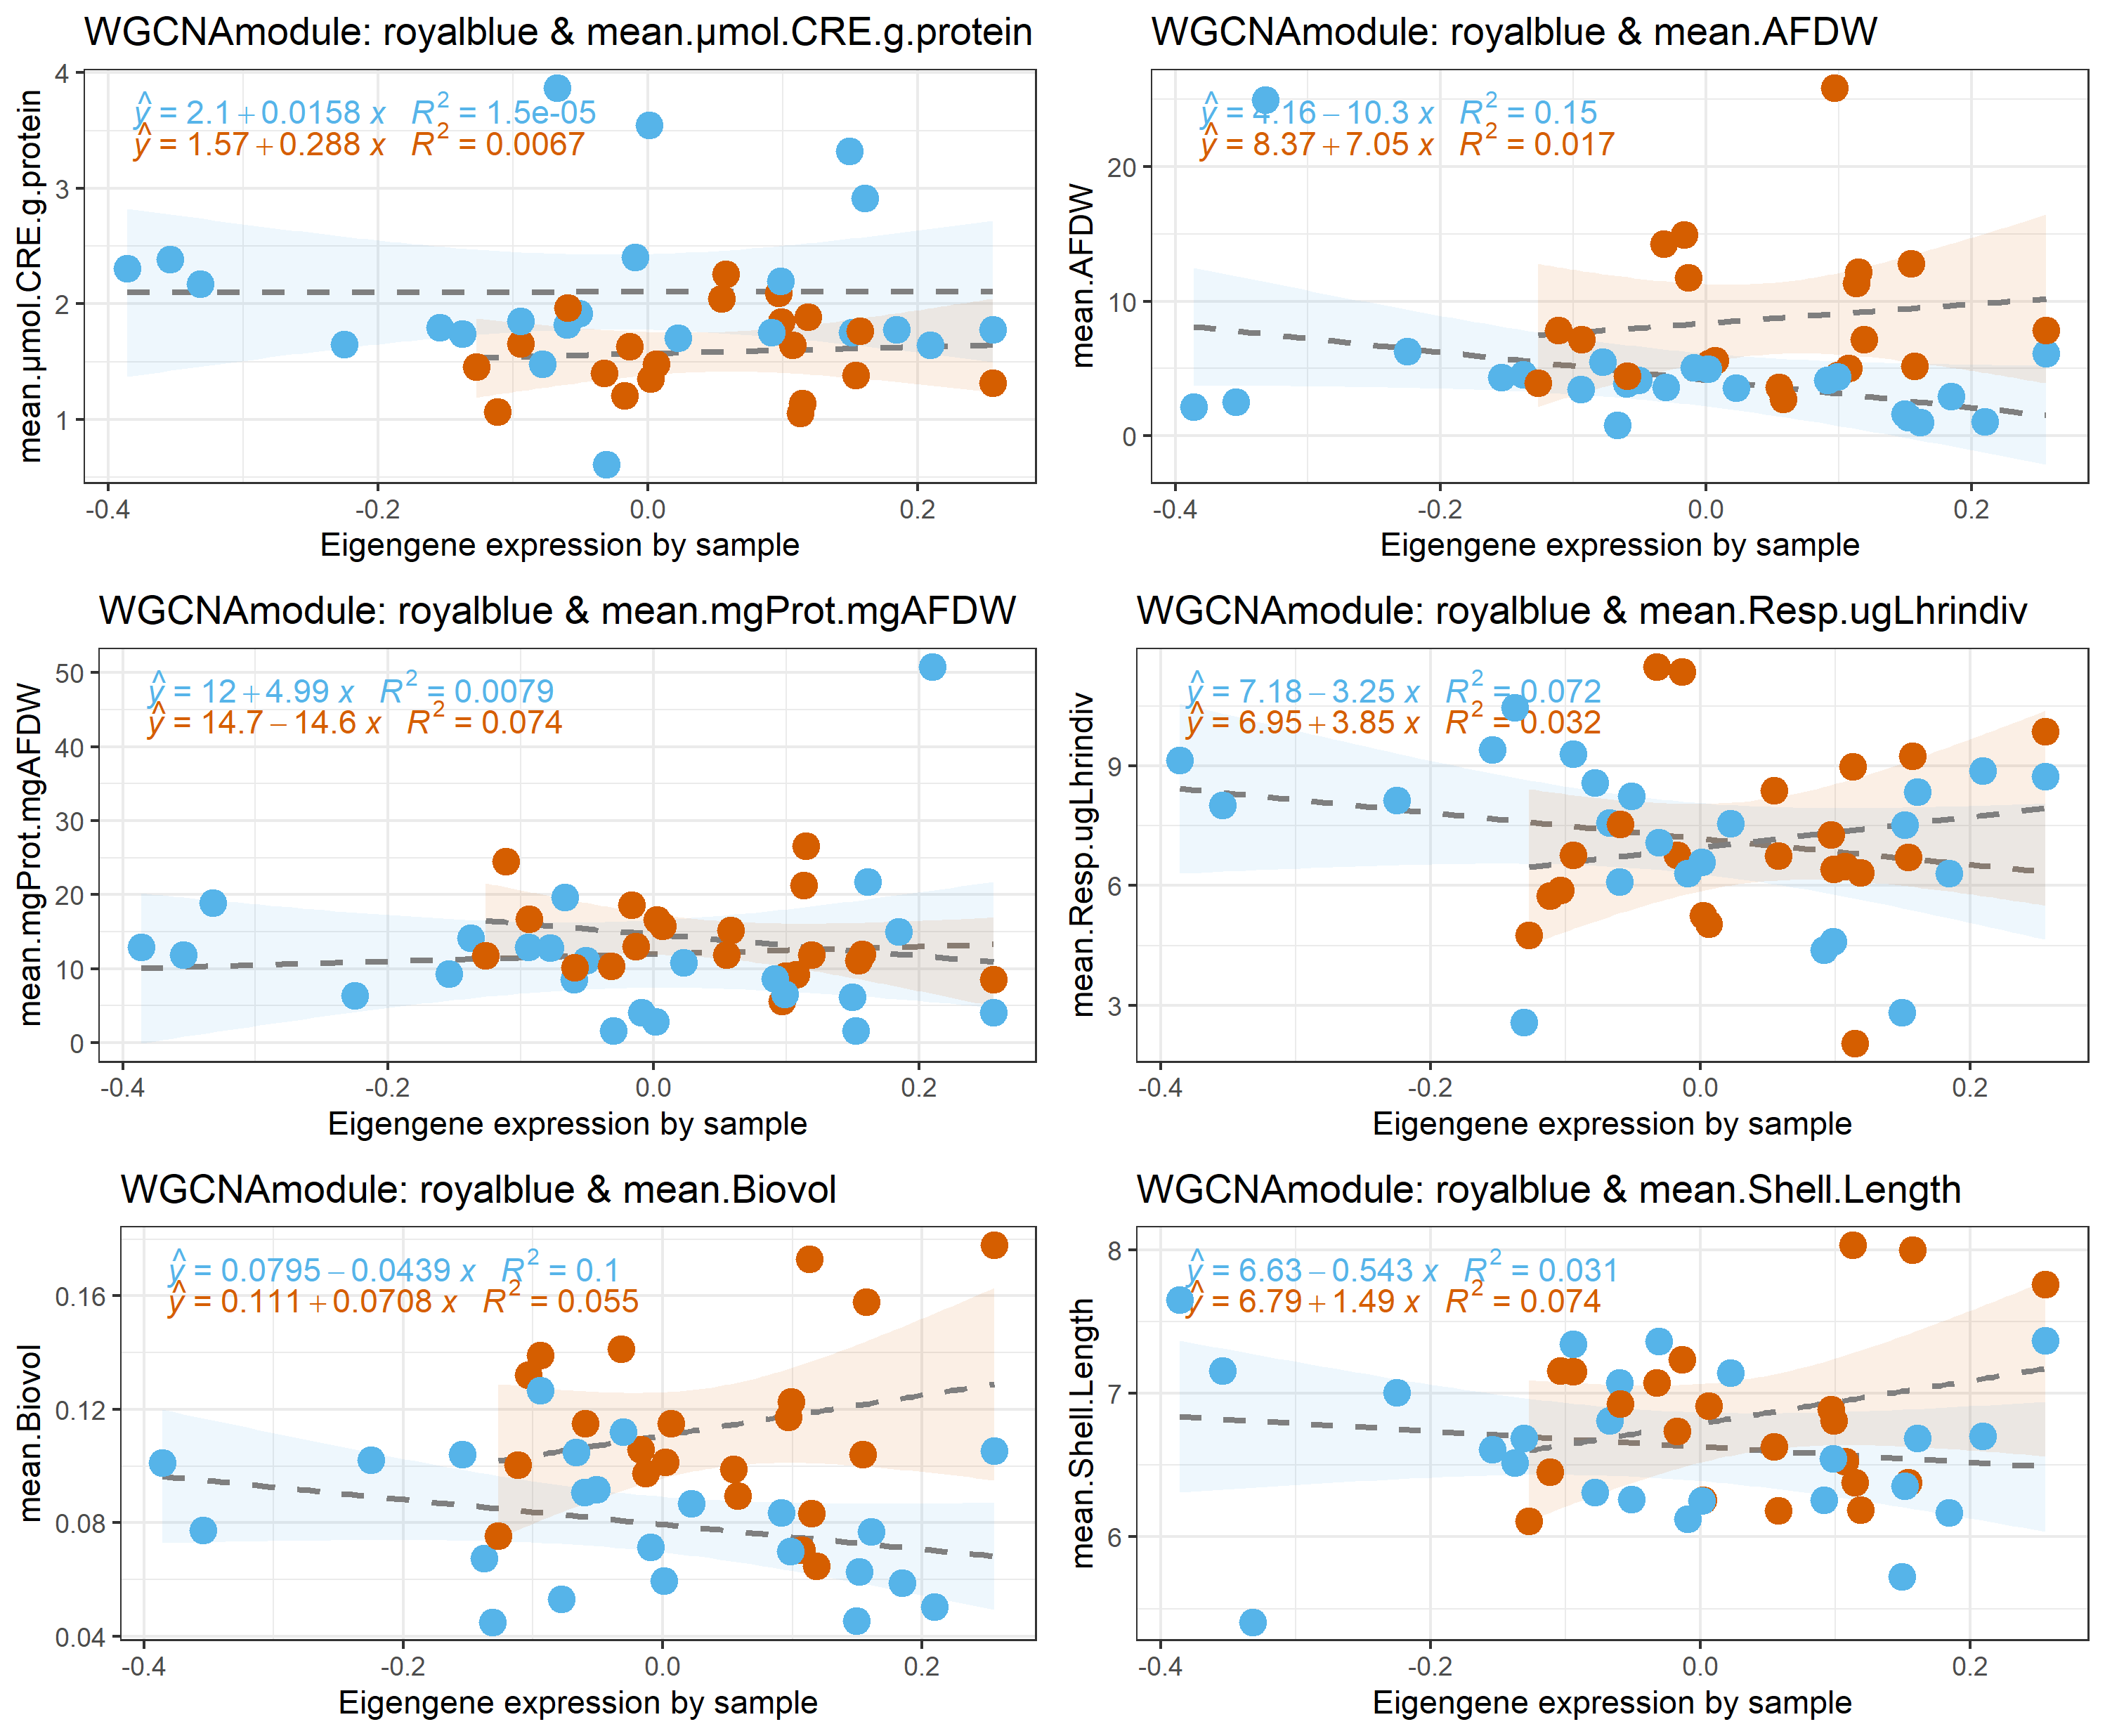 WGCNAmodule: royalblue & mean.µmol.CRE.g.protein
ŷ = 2.1 + 0.0158 x R² = 1.5e-05
ŷ = 1.57 + 0.288 x R² = 0.0067
mean.µmol.CRE.g.protein
4
3
2
1
-0.4 -0.2 0.0 0.2
Eigengene expression by sample
WGCNAmodule: royalblue & mean.AFDW
ŷ = 4.16 − 10.3 x R² = 0.15
ŷ = 8.37 + 7.05 x R² = 0.017
mean.AFDW
20
10
0
-0.4 -0.2 0.0 0.2
Eigengene expression by sample
WGCNAmodule: royalblue & mean.mgProt.mgAFDW
ŷ = 12 + 4.99 x R² = 0.0079
ŷ = 14.7 − 14.6 x R² = 0.074
mean.mgProt.mgAFDW
50
40
30
20
10
0
-0.4 -0.2 0.0 0.2
Eigengene expression by sample
WGCNAmodule: royalblue & mean.Resp.ugLhrindiv
ŷ = 7.18 − 3.25 x R² = 0.072
ŷ = 6.95 + 3.85 x R² = 0.032
mean.Resp.ugLhrindiv
9
6
3
-0.4 -0.2 0.0 0.2
Eigengene expression by sample
WGCNAmodule: royalblue & mean.Biovol
ŷ = 0.0795 − 0.0439 x R² = 0.1
ŷ = 0.111 + 0.0708 x R² = 0.055
mean.Biovol
0.16
0.12
0.08
0.04
-0.4 -0.2 0.0 0.2
Eigengene expression by sample
WGCNAmodule: royalblue & mean.Shell.Length
ŷ = 6.63 − 0.543 x R² = 0.031
ŷ = 6.79 + 1.49 x R² = 0.074
mean.Shell.Length
8
7
6
-0.4 -0.2 0.0 0.2
Eigengene expression by sample